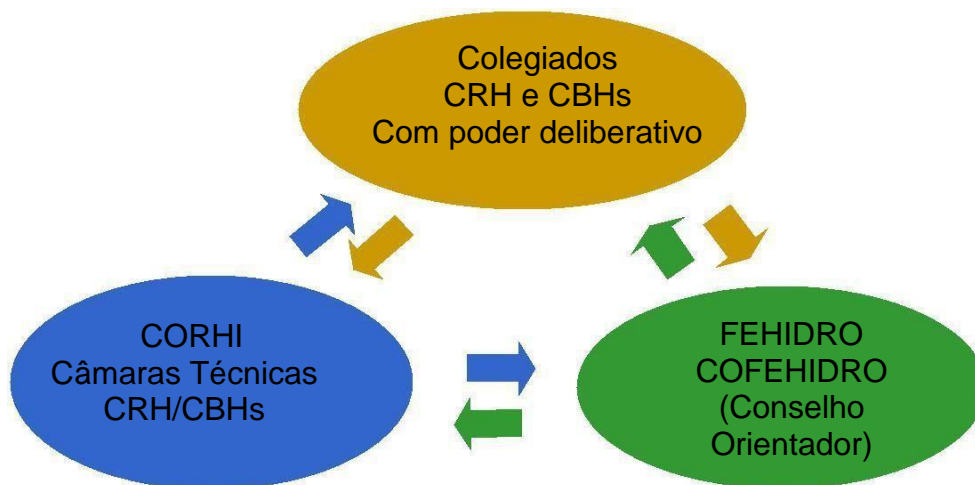 Colegiados
CRH e CBHs
Com poder deliberativo
CORHI
Câmaras Técnicas
CRH/CBHs
FEHIDRO
COFEHIDRO
(Conselho
Orientador)